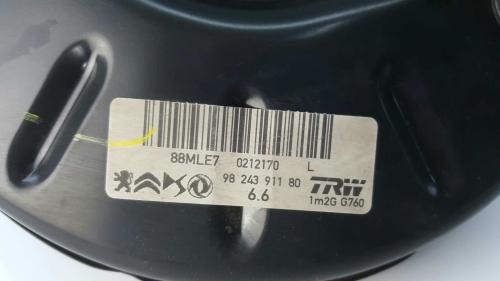 88MLE7 0212170 L
98 243 911 80
6.6
TRW
1m2G G760